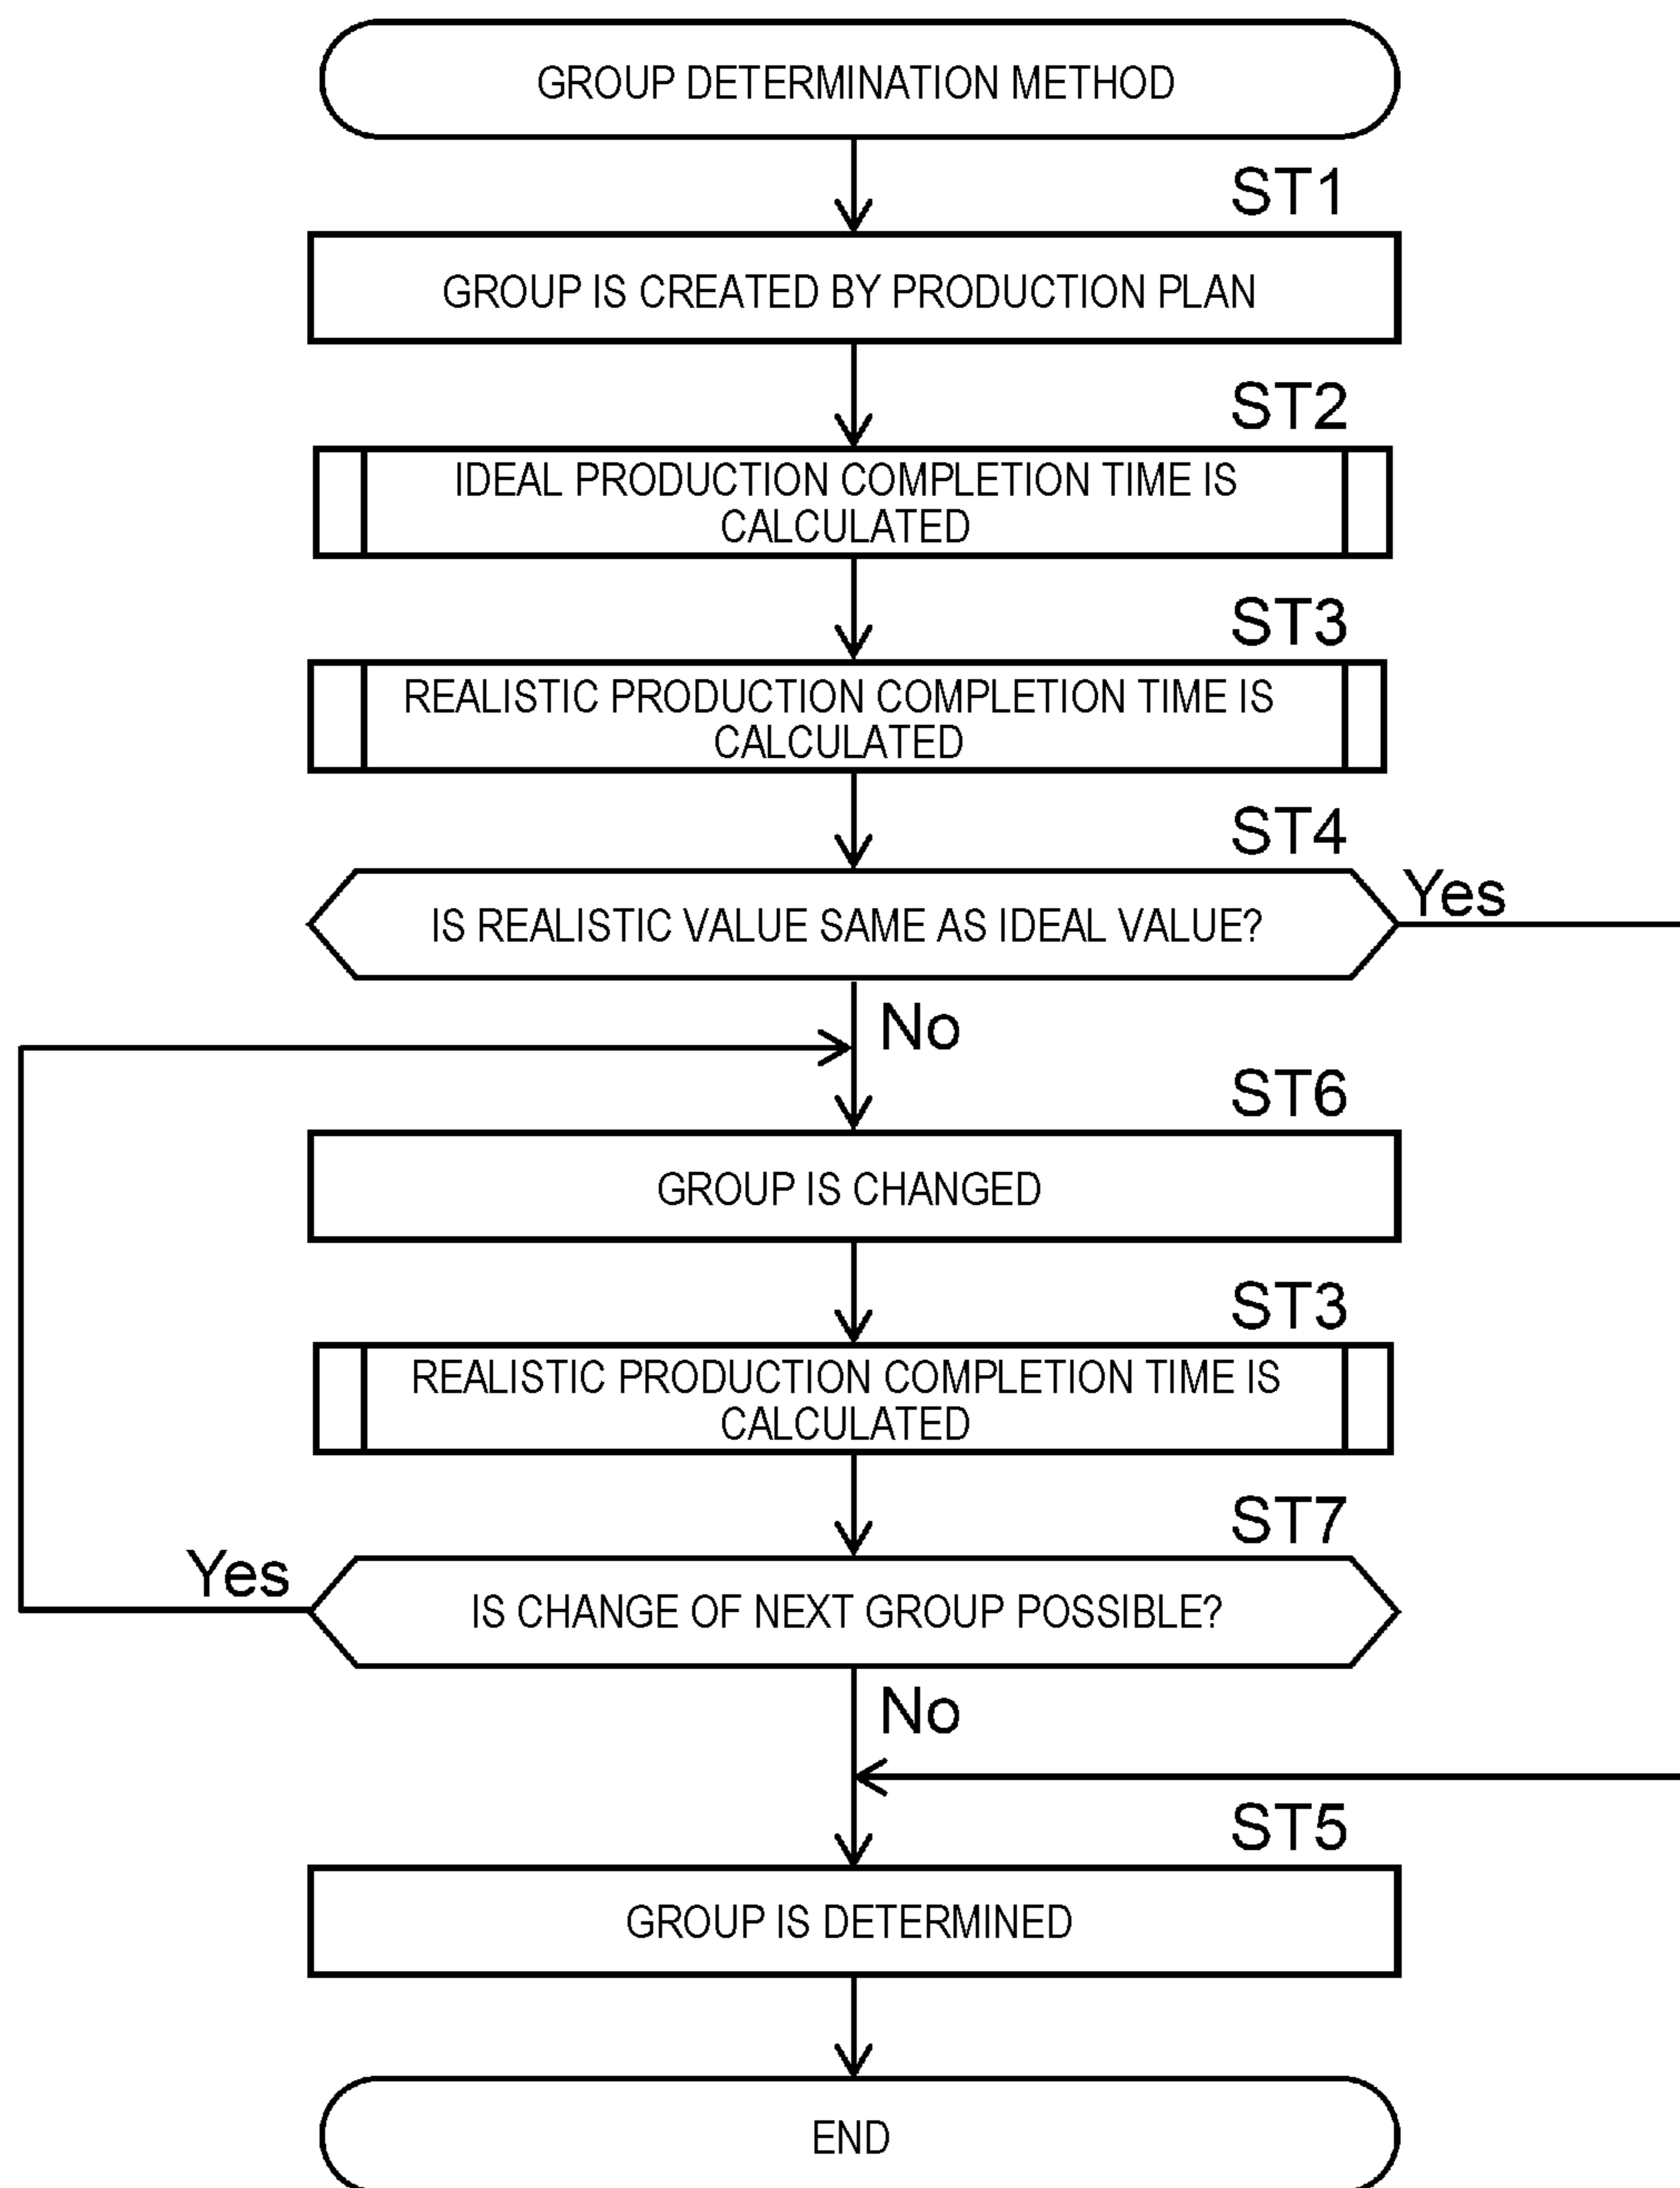 GROUP DETERMINATION METHOD
ST1
GROUP IS CREATED BY PRODUCTION PLAN
ST2
IDEAL PRODUCTION COMPLETION TIME IS
CALCULATED
ST3
REALISTIC PRODUCTION COMPLETION TIME IS
CALCULATED
ST4
IS REALISTIC VALUE SAME AS IDEAL VALUE?
Yes
No
ST6
GROUP IS CHANGED
ST3
REALISTIC PRODUCTION COMPLETION TIME IS
CALCULATED
ST7
Yes
IS CHANGE OF NEXT GROUP POSSIBLE?
No
ST5
GROUP IS DETERMINED
END